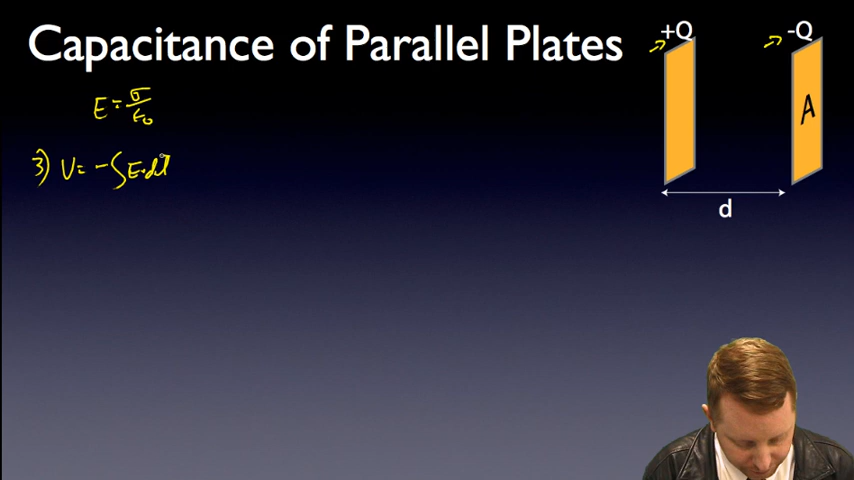 Capacitance of Parallel Plates
+Q
-Q
E = σ/ε₀
A
3) V = -∫E·dl
d